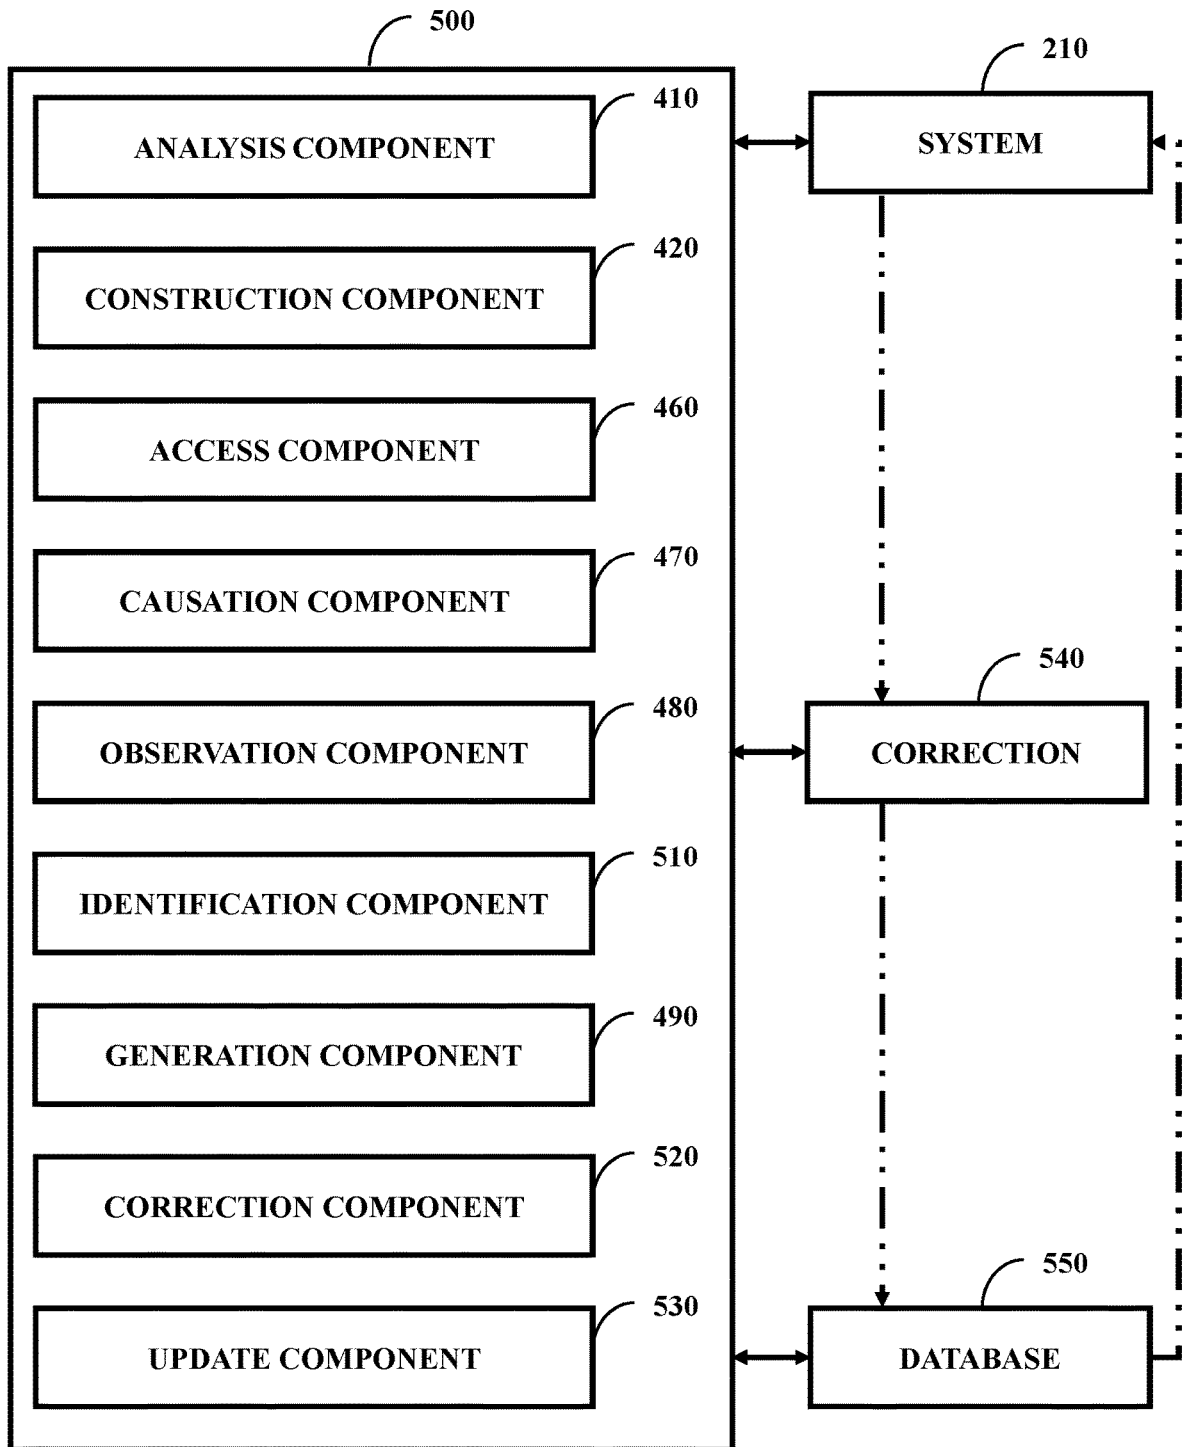 500
210
410
ANALYSIS COMPONENT
SYSTEM
420
CONSTRUCTION COMPONENT
460
ACCESS COMPONENT
470
CAUSATION COMPONENT
540
480
OBSERVATION COMPONENT
CORRECTION
510
IDENTIFICATION COMPONENT
490
GENERATION COMPONENT
520
CORRECTION COMPONENT
550
530
UPDATE COMPONENT
DATABASE